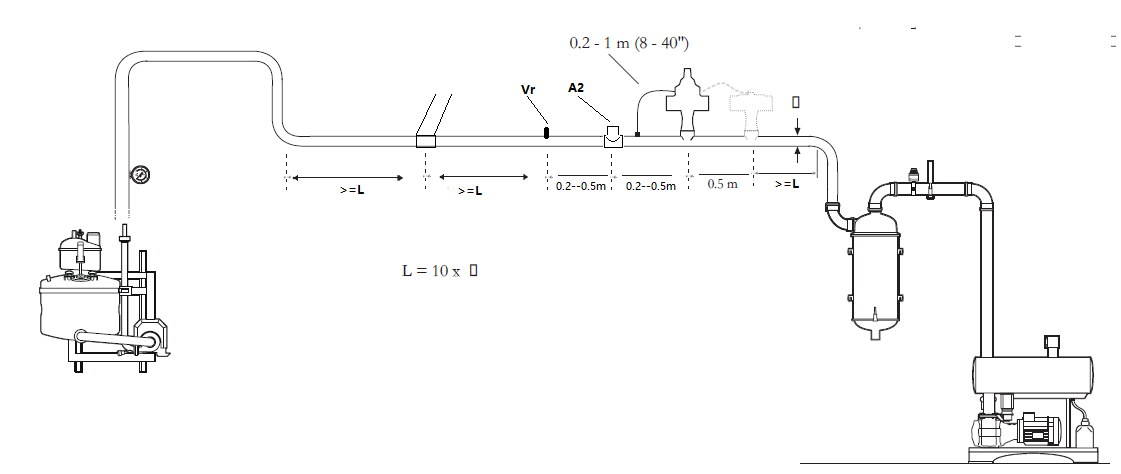 0.2 - 1 m (8 - 40")
Vr
A2
▯
>=L
>=L
0.2--0.5m
0.2--0.5m
0.5 m
>=L
L = 10 x ▯